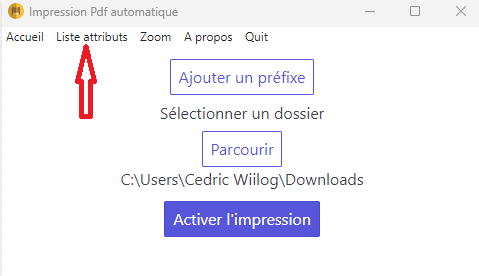 Impression Pdf automatique
Accueil Liste attributs Zoom A propos Quit
Ajouter un préfixe
Sélectionner un dossier
Parcourir
C:\Users\Cedric Wiilog\Downloads
Activer l'impression